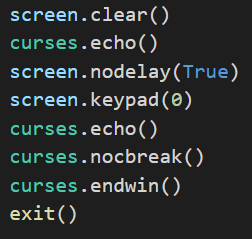 screen.clear()
curses.echo()
screen.nodelay(True)
screen.keypad(0)
curses.echo()
curses.nocbreak()
curses.endwin()
exit()